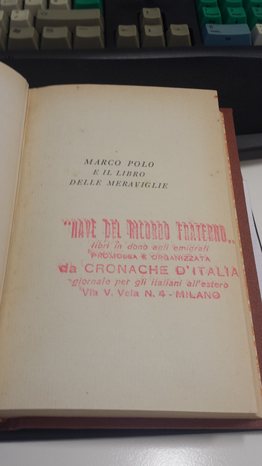 MARCO POLO
E IL LIBRO
DELLE MERAVIGLIE
"NAVE DEL RICORDO FRATERNO„
libri in dono agli emigrati
PROMOSSA E ORGANIZZATA
da CRONACHE D'ITALIA
giornale per gli italiani all'estero
Via V. Vela N. 4 - MILANO